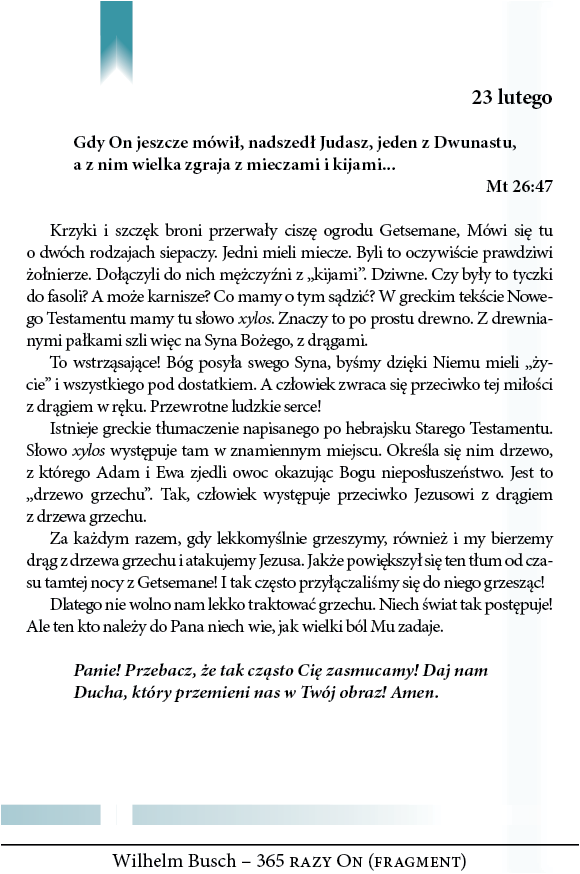 23 lutego
Gdy On jeszcze mówił, nadszedł Judasz, jeden z Dwunastu,
a z nim wielka zgraja z mieczami i kijami...
Mt 26:47
Krzyki i szczęk broni przerwały ciszę ogrodu Getsemane, Mówi się tu
o dwóch rodzajach siepaczy. Jedni mieli miecze. Byli to oczywiście prawdziwi
żołnierze. Dołączyli do nich mężczyźni z „kijami”. Dziwne. Czy były to tyczki
do fasoli? A może karnisze? Co mamy o tym sądzić? W greckim tekście Nowe-
go Testamentu mamy tu słowo xylos. Znaczy to po prostu drewno. Z drewnia-
nymi pałkami szli więc na Syna Bożego, z drągami.
To wstrząsające! Bóg posyła swego Syna, byśmy dzięki Niemu mieli „ży-
cie” i wszystkiego pod dostatkiem. A człowiek zwraca się przeciwko tej miłości
z drągiem w ręku. Przewrotne ludzkie serce!
Istnieje greckie tłumaczenie napisanego po hebrajsku Starego Testamentu.
Słowo xylos występuje tam w znamiennym miejscu. Określa się nim drzewo,
z którego Adam i Ewa zjedli owoc okazując Bogu nieposłuszeństwo. Jest to
„drzewo grzechu”. Tak, człowiek występuje przeciwko Jezusowi z drągiem
z drzewa grzechu.
Za każdym razem, gdy lekkomyślnie grzeszymy, również i my bierzemy
drąg z drzewa grzechu i atakujemy Jezusa. Jakże powiększył się ten tłum od cza-
su tamtej nocy z Getsemane! I tak często przyłączaliśmy się do niego grzesząc!
Dlatego nie wolno nam lekko traktować grzechu. Niech świat tak postępuje!
Ale ten kto należy do Pana niech wie, jak wielki ból Mu zadaje.
Panie! Przebacz, że tak cząsto Cię zasmucamy! Daj nam
Ducha, który przemieni nas w Twój obraz! Amen.
Wilhelm Busch – 365 razy On (fragment)